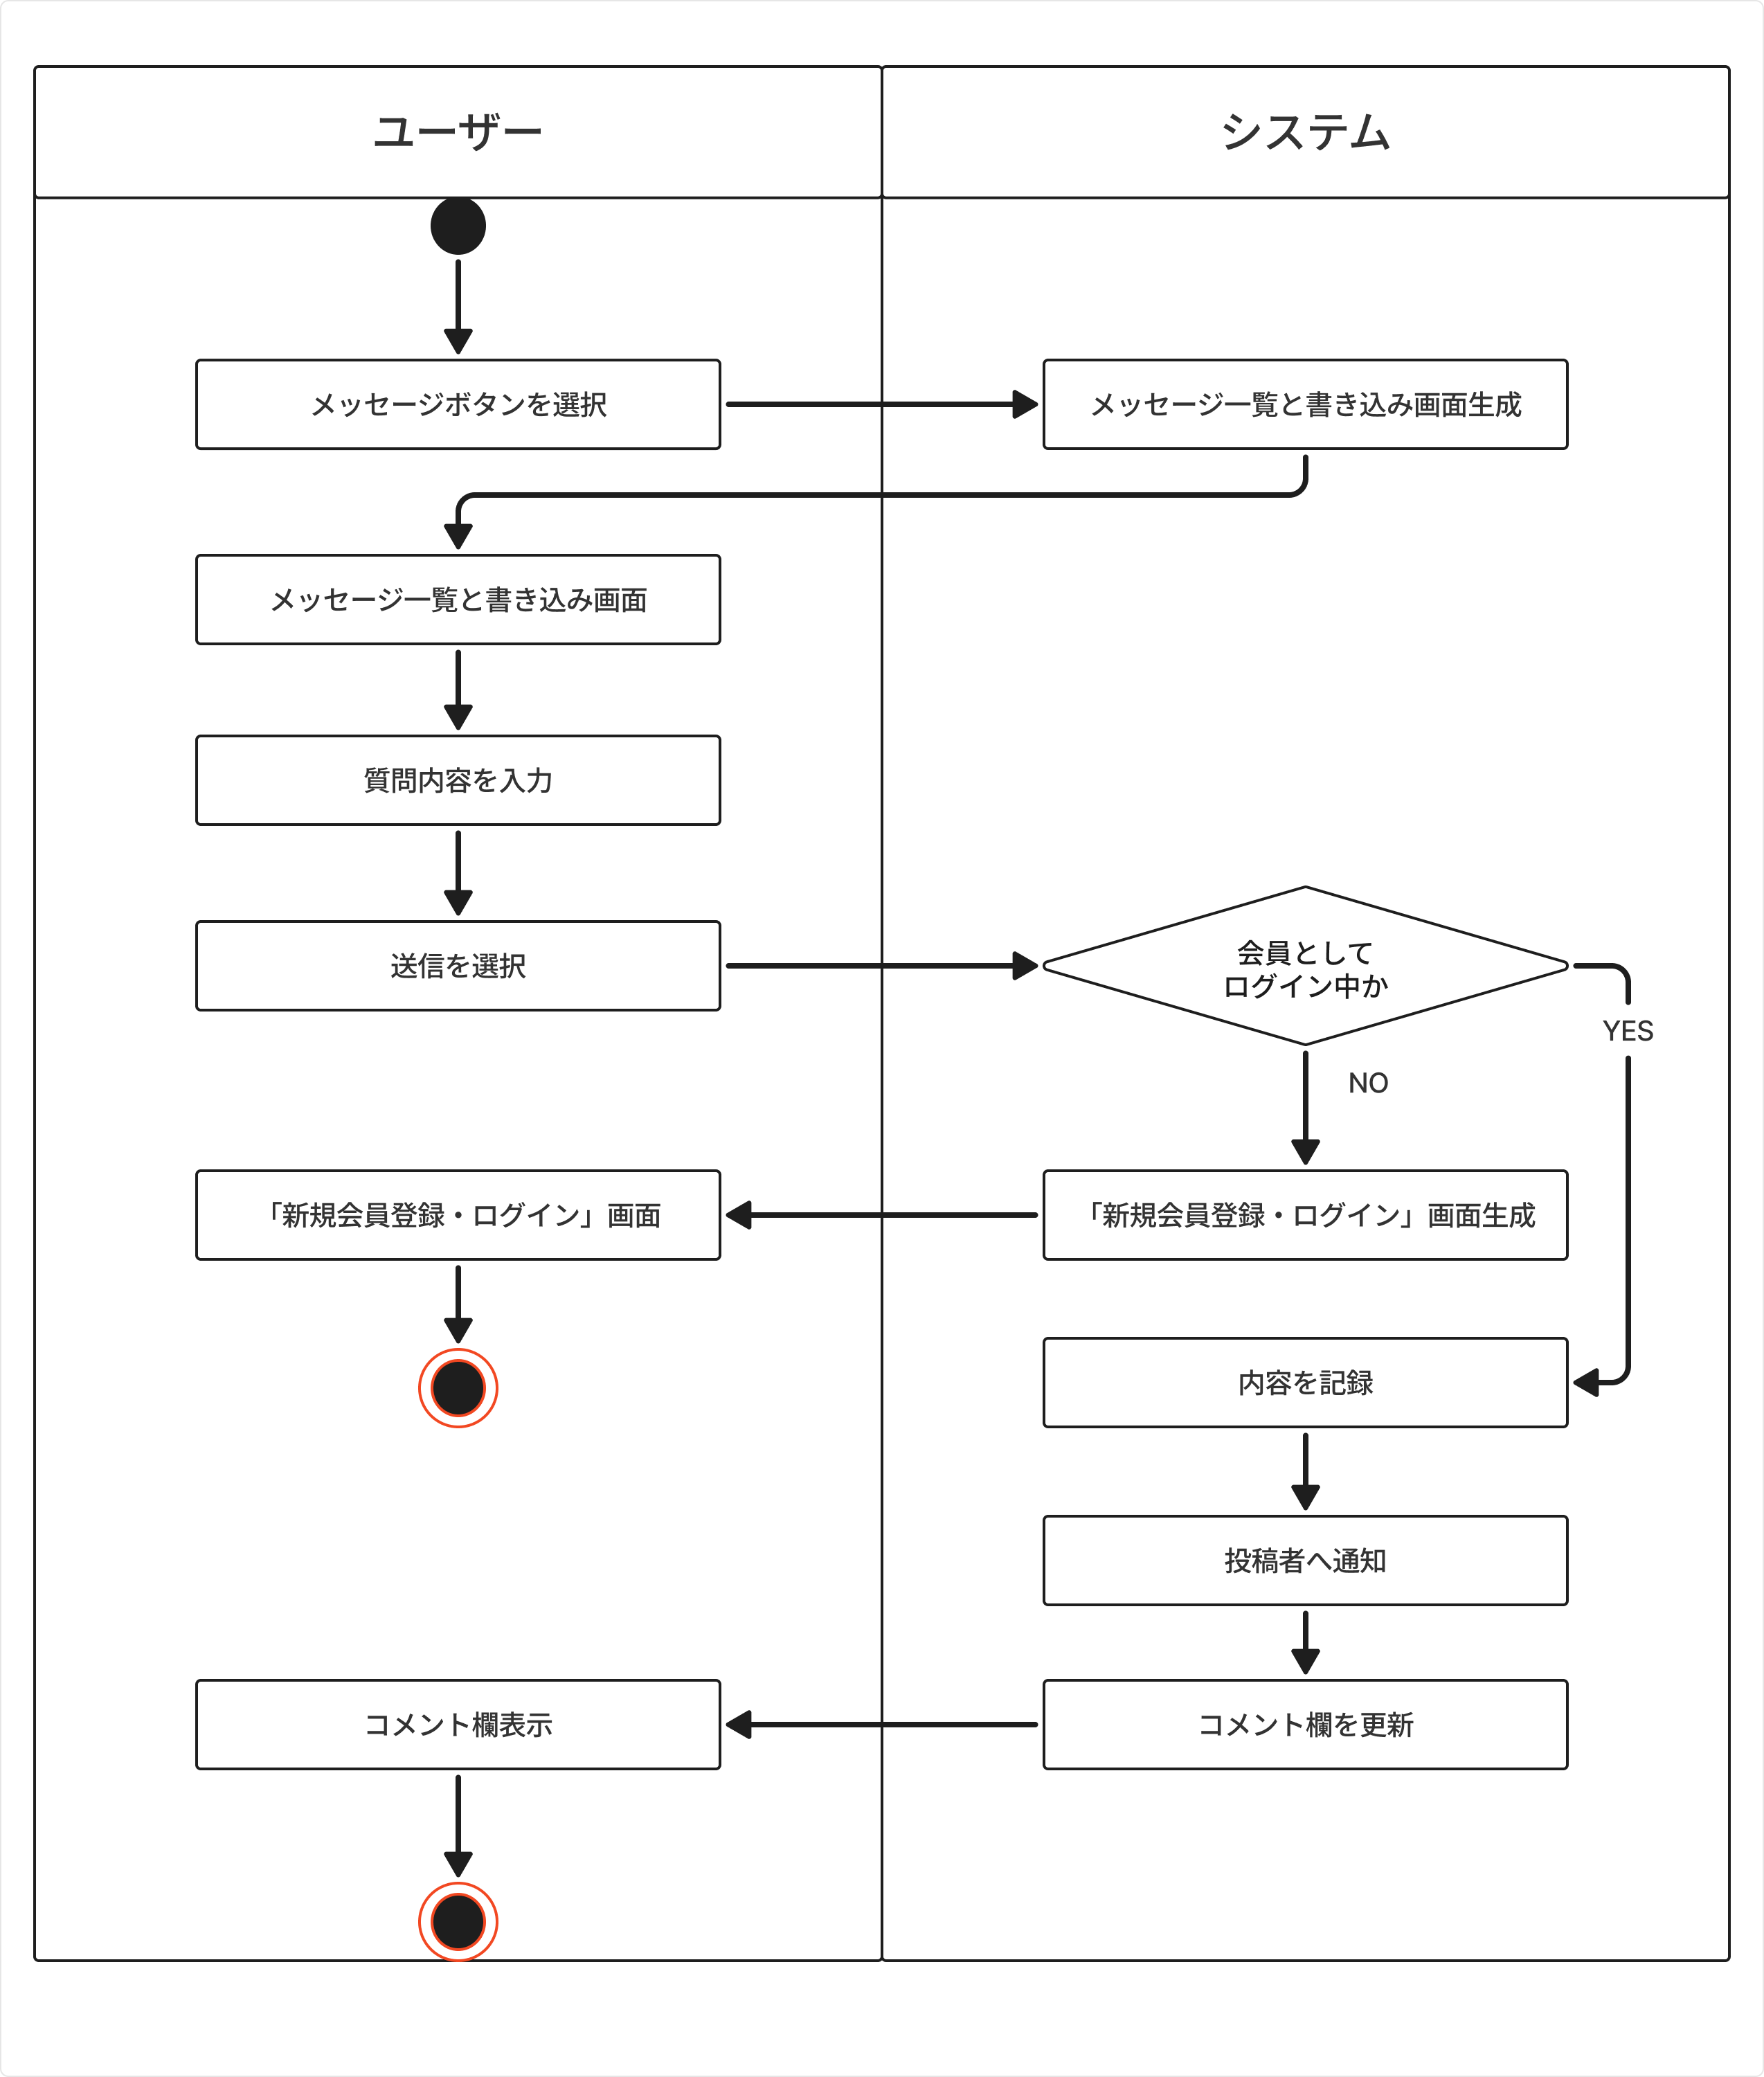 ユーザー
システム
メッセージボタンを選択
メッセージ一覧と書き込み画面生成
メッセージ一覧と書き込み画面
質問内容を入力
送信を選択
会員として
ログイン中か
YES
NO
「新規会員登録・ログイン」画面
「新規会員登録・ログイン」画面生成
内容を記録
投稿者へ通知
コメント欄表示
コメント欄を更新